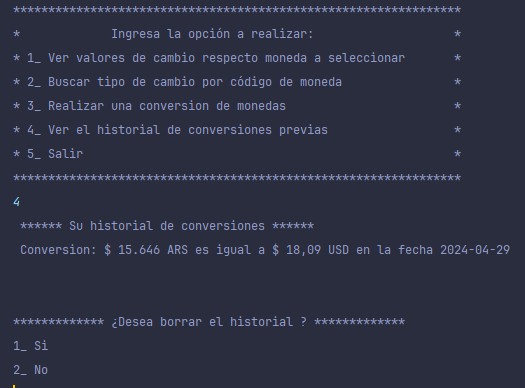 ****************************************************************
* Ingresa la opción a realizar: *
* 1_ Ver valores de cambio respecto moneda a seleccionar *
* 2_ Buscar tipo de cambio por código de moneda *
* 3_ Realizar una conversion de monedas *
* 4_ Ver el historial de conversiones previas *
* 5_ Salir *
****************************************************************
4
****** Su historial de conversiones ******
Conversion: $ 15.646 ARS es igual a $ 18,09 USD en la fecha 2024-04-29
************* ¿Desea borrar el historial ? *************
1_ Si
2_ No